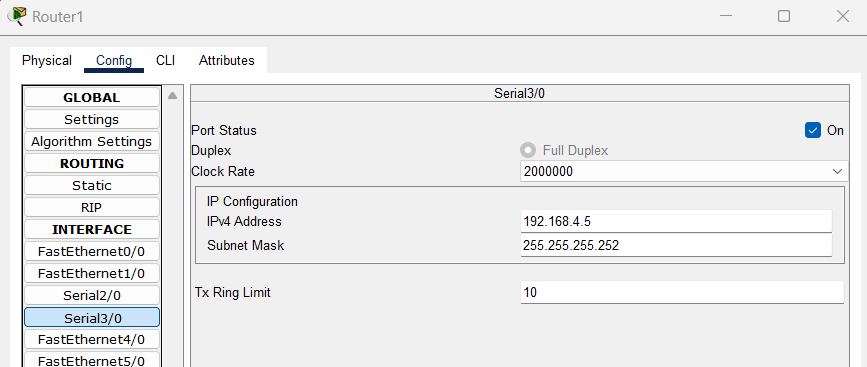 Router1
Physical Config CLI Attributes
GLOBAL
Settings
Algorithm Settings
ROUTING
Static
RIP
INTERFACE
FastEthernet0/0
FastEthernet1/0
Serial2/0
Serial3/0
FastEthernet4/0
FastEthernet5/0
Serial3/0
Port Status On
Duplex Full Duplex
Clock Rate 2000000
IP Configuration
IPv4 Address 192.168.4.5
Subnet Mask 255.255.255.252
Tx Ring Limit 10